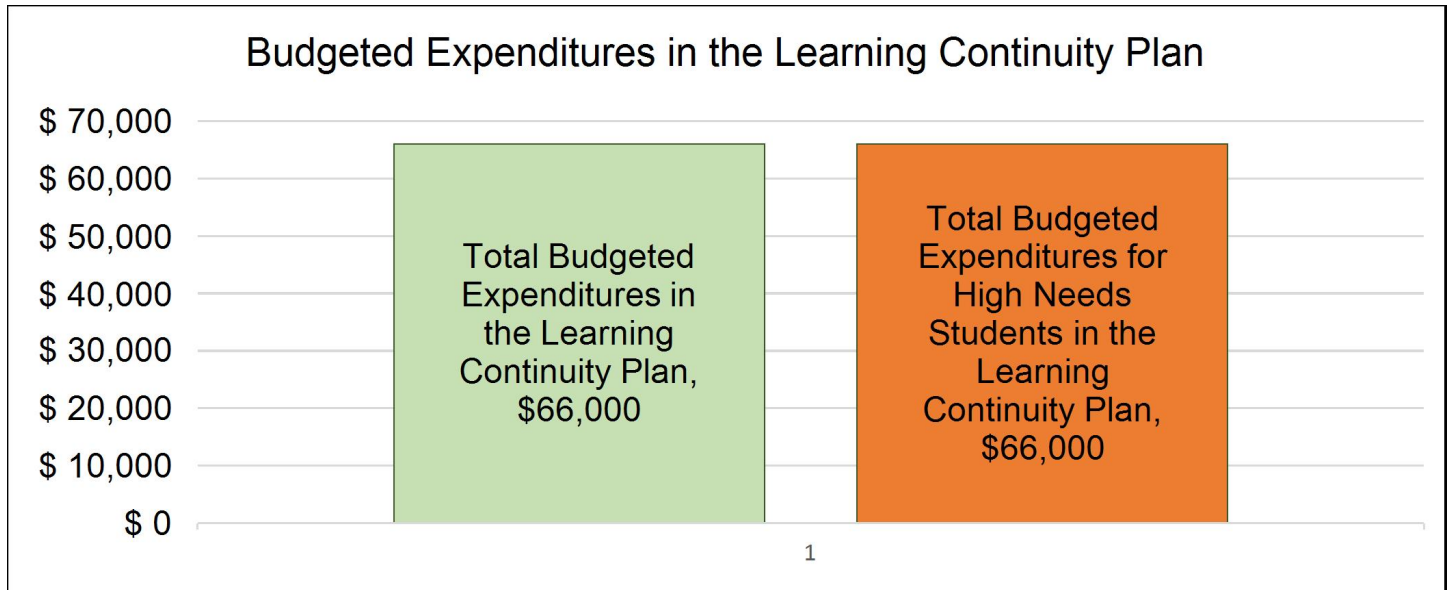 Budgeted Expenditures in the Learning Continuity Plan
$ 70,000
$ 60,000
$ 50,000
$ 40,000
$ 30,000
$ 20,000
$ 10,000
$ 0
Total Budgeted
Expenditures in
the Learning
Continuity Plan,
$66,000
Total Budgeted
Expenditures for
High Needs
Students in the
Learning
Continuity Plan,
$66,000
1